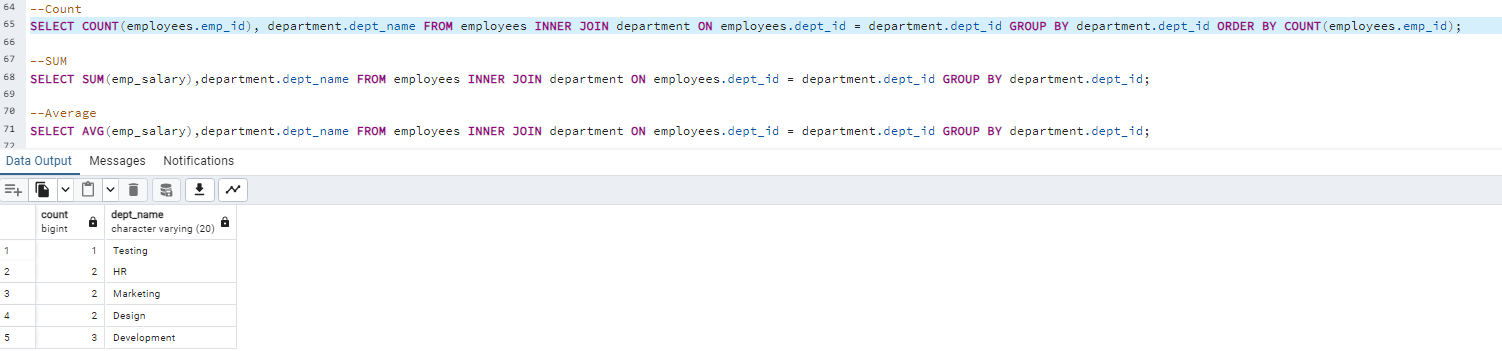 64 --Count
65 SELECT COUNT(employees.emp_id), department.dept_name FROM employees INNER JOIN department ON employees.dept_id = department.dept_id GROUP BY department.dept_id ORDER BY COUNT(employees.emp_id);
66
67 --SUM
68 SELECT SUM(emp_salary),department.dept_name FROM employees INNER JOIN department ON employees.dept_id = department.dept_id GROUP BY department.dept_id;
69
70 --Average
71 SELECT AVG(emp_salary),department.dept_name FROM employees INNER JOIN department ON employees.dept_id = department.dept_id GROUP BY department.dept_id;
72
Data Output Messages Notifications
count dept_name
bigint character varying (20)
1 1 Testing
2 2 HR
3 2 Marketing
4 2 Design
5 3 Development